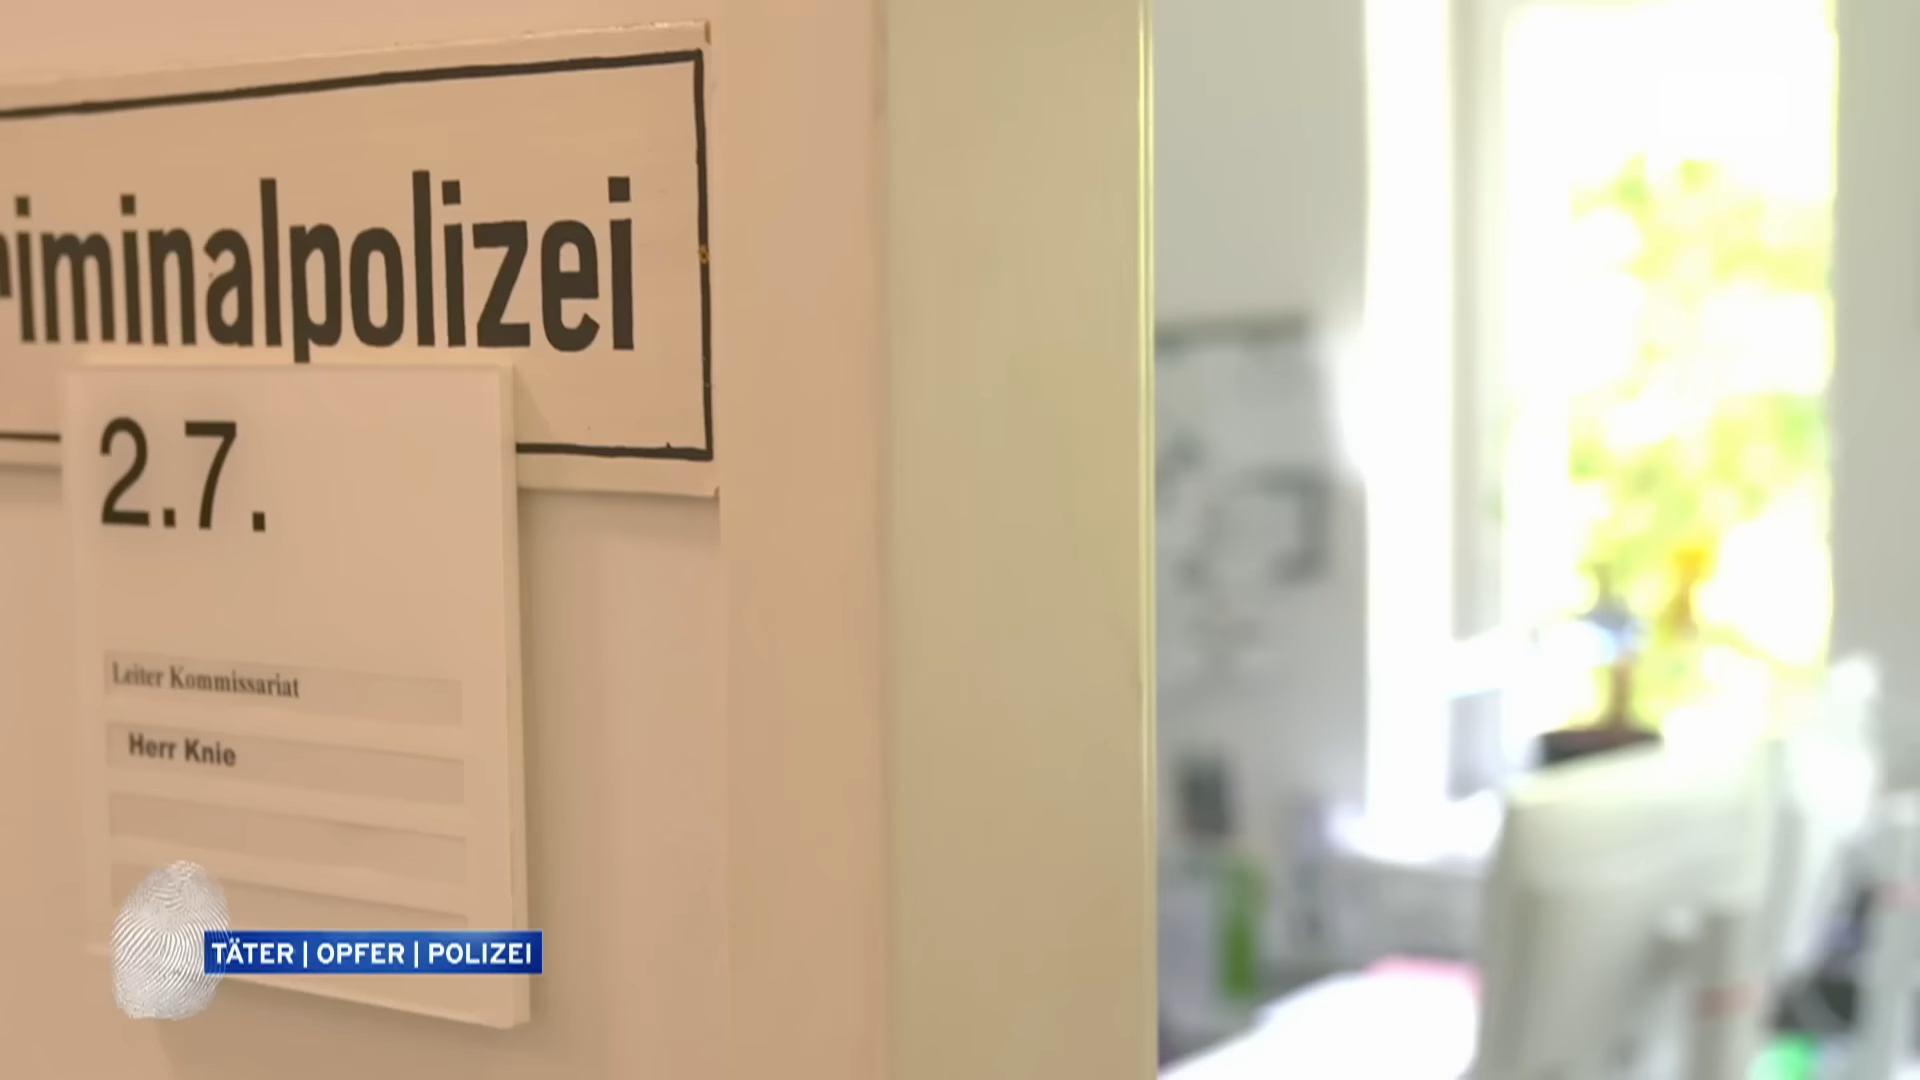 riminalpolizei
2.7.
Leiter Kommissariat
Herr Knie
TÄTER | OPFER | POLIZEI